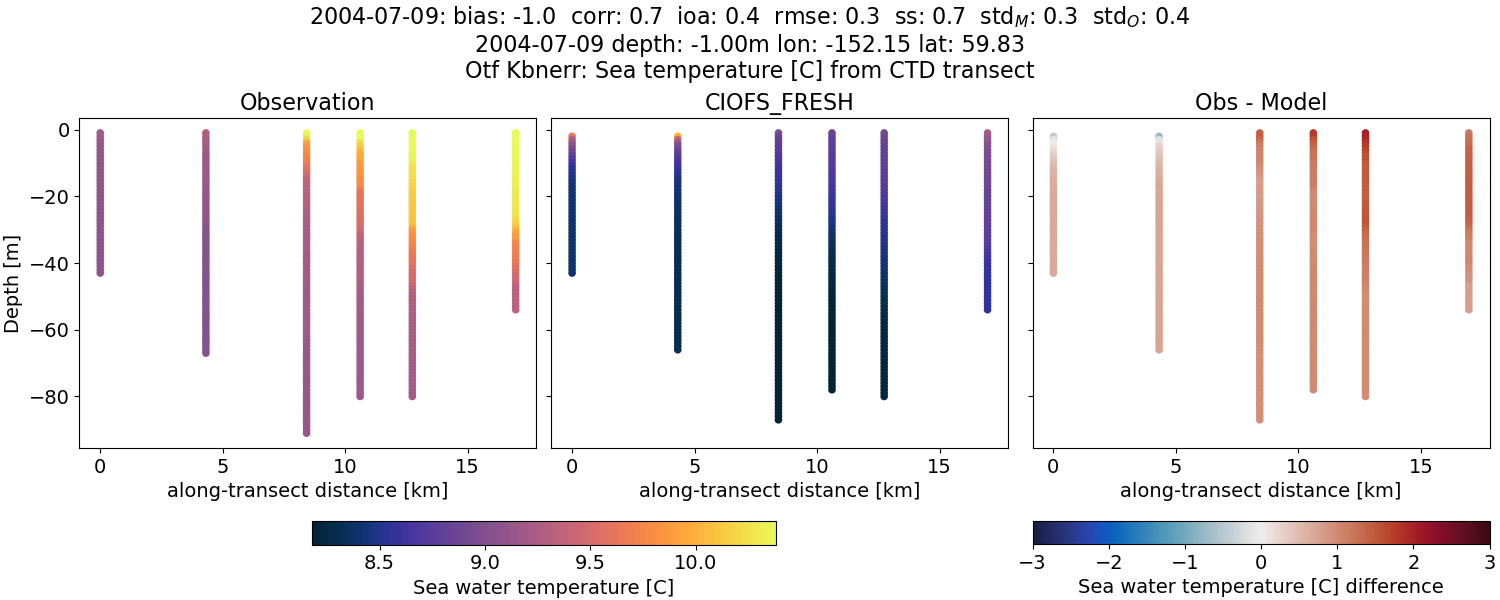 2004-07-09: bias: -1.0 corr: 0.7 ioa: 0.4 rmse: 0.3 ss: 0.7 std_M: 0.3 std_O: 0.4
2004-07-09 depth: -1.00m lon: -152.15 lat: 59.83
Otf Kbnerr: Sea temperature [C] from CTD transect
Observation
CIOFS_FRESH
Obs - Model
Depth [m]
0
−20
−40
−60
−80
0 5 10 15
0 5 10 15
0 5 10 15
along-transect distance [km]
along-transect distance [km]
along-transect distance [km]
8.5 9.0 9.5 10.0
Sea water temperature [C]
−3 −2 −1 0 1 2 3
Sea water temperature [C] difference